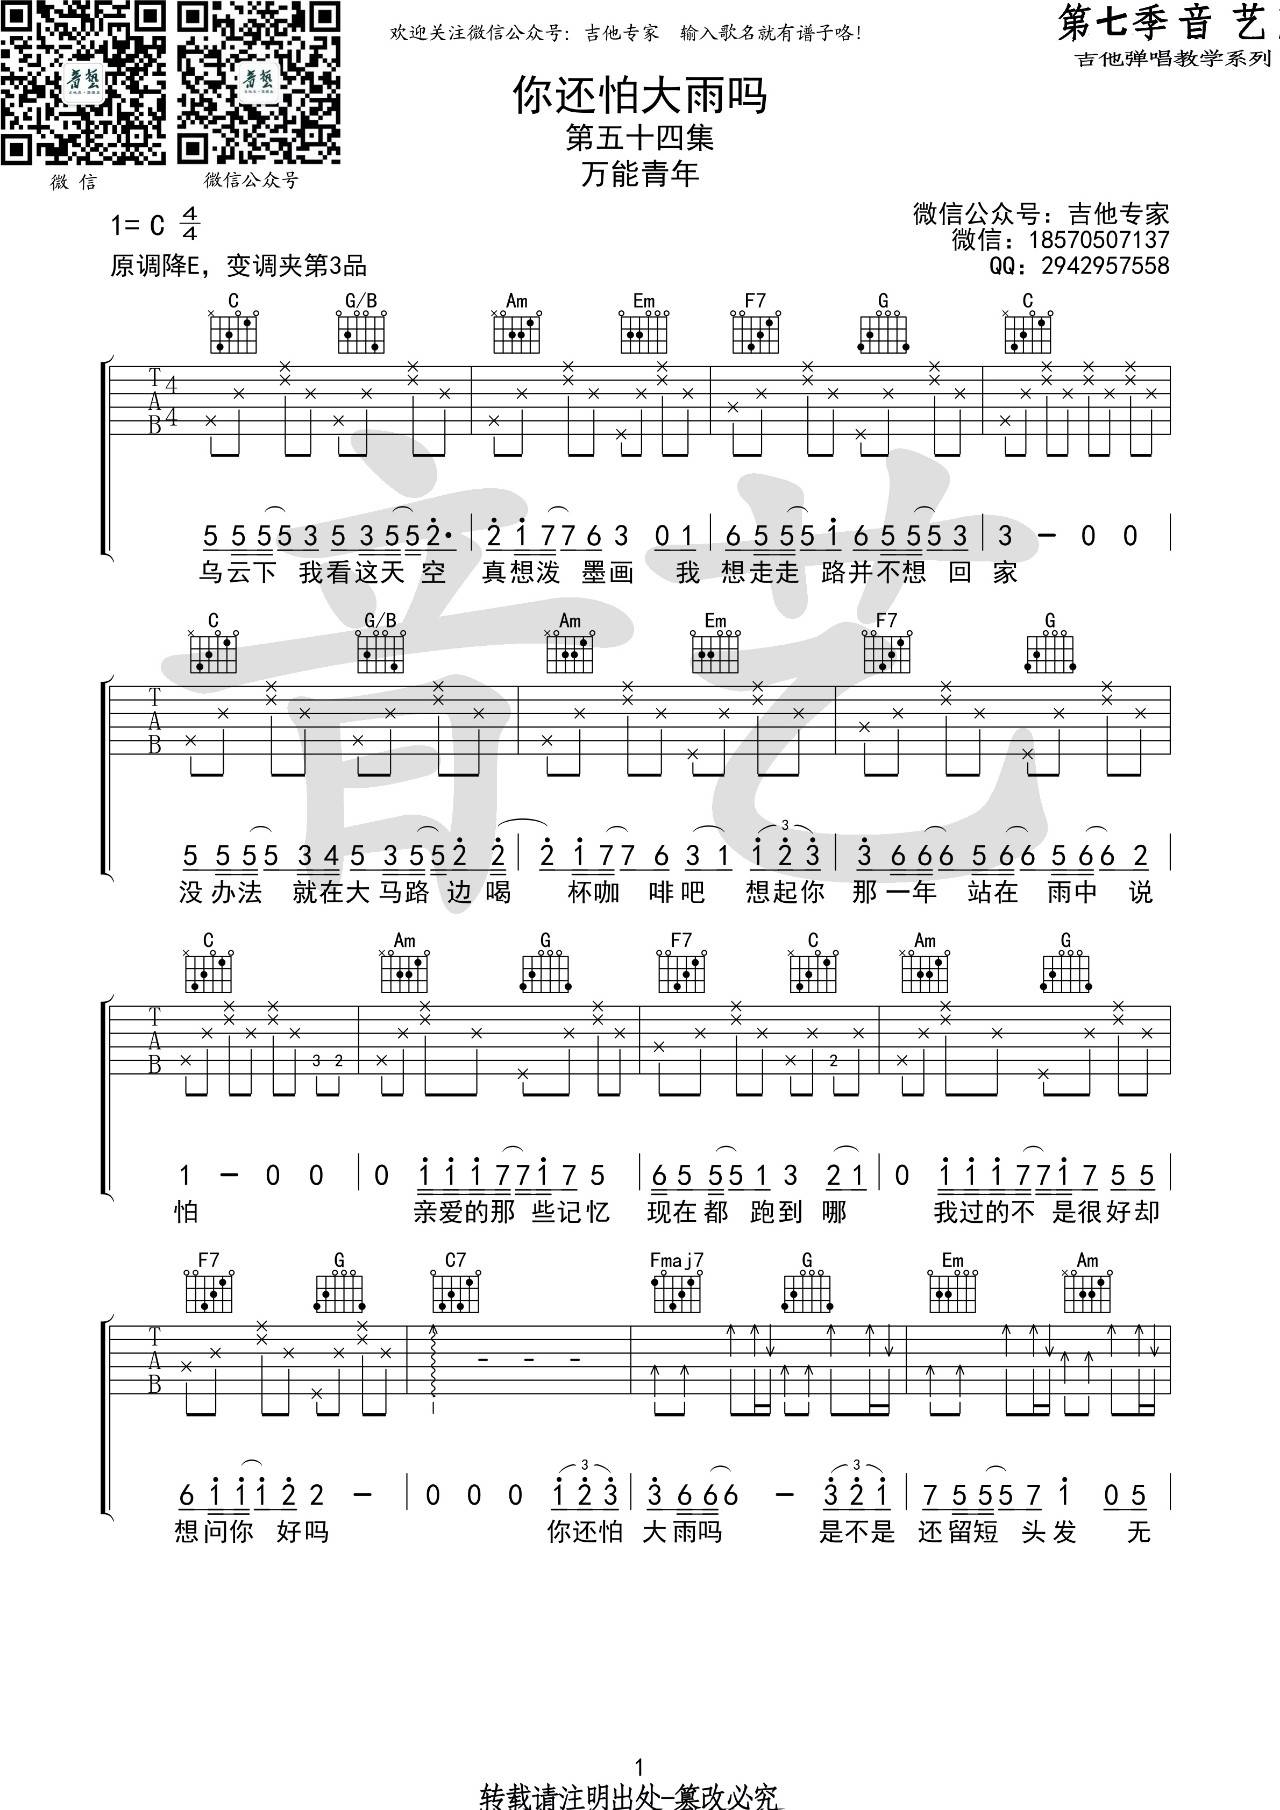 欢迎关注微信公众号：吉他专家　输入歌名就有谱子咯！
第七季音 艺
吉他弹唱教学系列
微 信
微信公众号
你还怕大雨吗
第五十四集
万能青年
1= C 4/4
原调降E，变调夹第3品
微信公众号：吉他专家
微信：18570507137
QQ：2942957558
C G/B Am Em F7 G C
T A B 4 4
5 5 5 5 5 3 5 3 5 5 2· | 2 1 7 7 6 3 0 1 | 6 5 5 5 1 6 5 5 5 3 | 3 - 0 0 |
乌云下 我看这天 空 真想泼 墨画 我 想走走 路并不想 回 家
C G/B Am Em F7 G
T A B
5 5 5 5 3 4 5 3 5 5 2 2 | 2 1 7 7 6 3 1 1 2 3 | 3 6 6 6 5 6 6 5 6 6 2 |
没办法 就在大 马路 边喝 杯咖 啡吧 想起你 那一年 站在 雨中 说
C Am G F7 C Am G
T A B 3 2 2
1 - 0 0 | 0 1 1 1 7 7 1 7 5 | 6 5 5 5 1 3 2 1 | 0 1 1 1 7 7 1 7 5 5 |
怕 亲爱的那 些记忆 现在都 跑到 哪 我过的不 是很好却
F7 G C7 Fmaj7 G Em Am
T A B - - -
6 1 1 1 2 2 - | 0 0 0 1 2 3 | 3 6 6 6 - 3 2 1 | 7 5 5 5 7 1 0 5 |
想问你 好吗 你还怕 大雨吗 是不是 还留短 头发 无
音艺
1
转载请注明出处-篡改必究